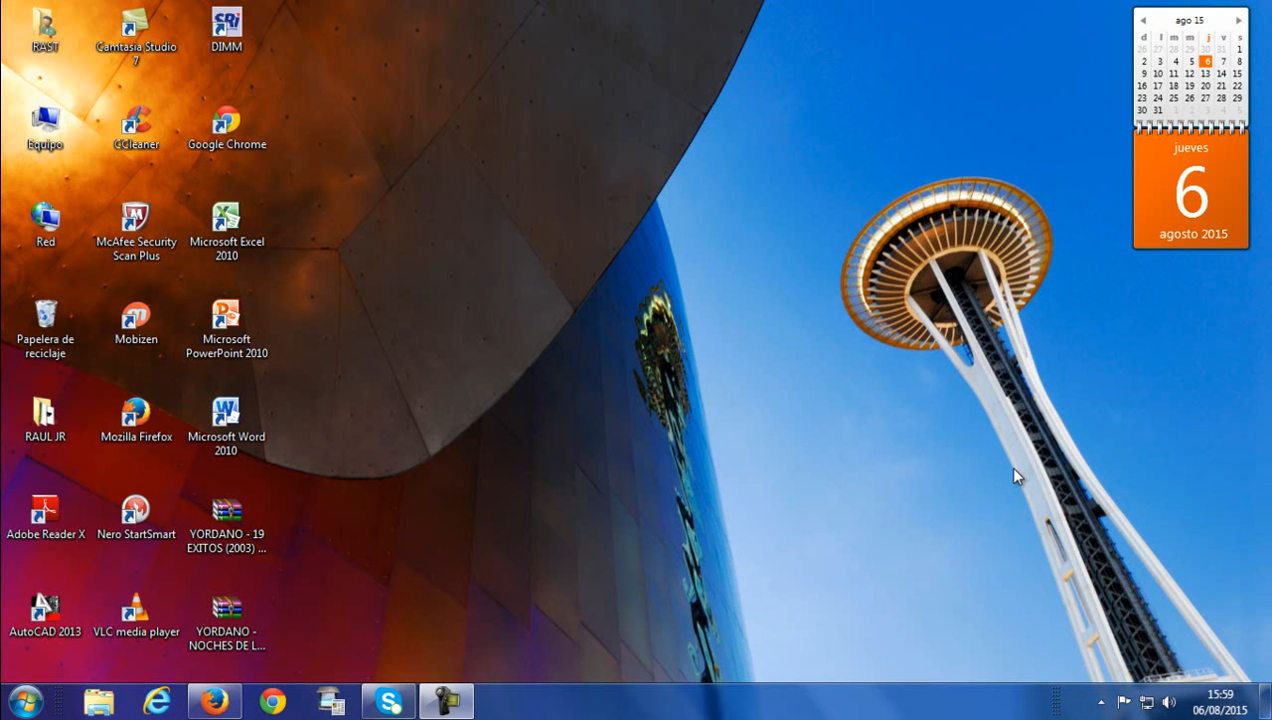 RAST
Camtasia Studio
7
SRi
DIMM
Equipo
CCleaner
Google Chrome
Red
McAfee Security
Scan Plus
Microsoft Excel
2010
Papelera de
reciclaje
Mobizen
Microsoft
PowerPoint 2010
RAUL JR
Mozilla Firefox
Microsoft Word
2010
Adobe Reader X
Nero StartSmart
YORDANO - 19
EXITOS (2003) ...
AutoCAD 2013
VLC media player
YORDANO -
NOCHES DE L...
ago 15
d l m m j v s
26 27 28 29 30 31 1
2 3 4 5 6 7 8
9 10 11 12 13 14 15
16 17 18 19 20 21 22
23 24 25 26 27 28 29
30 31 1 2 3 4 5
jueves
6
agosto 2015
15:59
06/08/2015